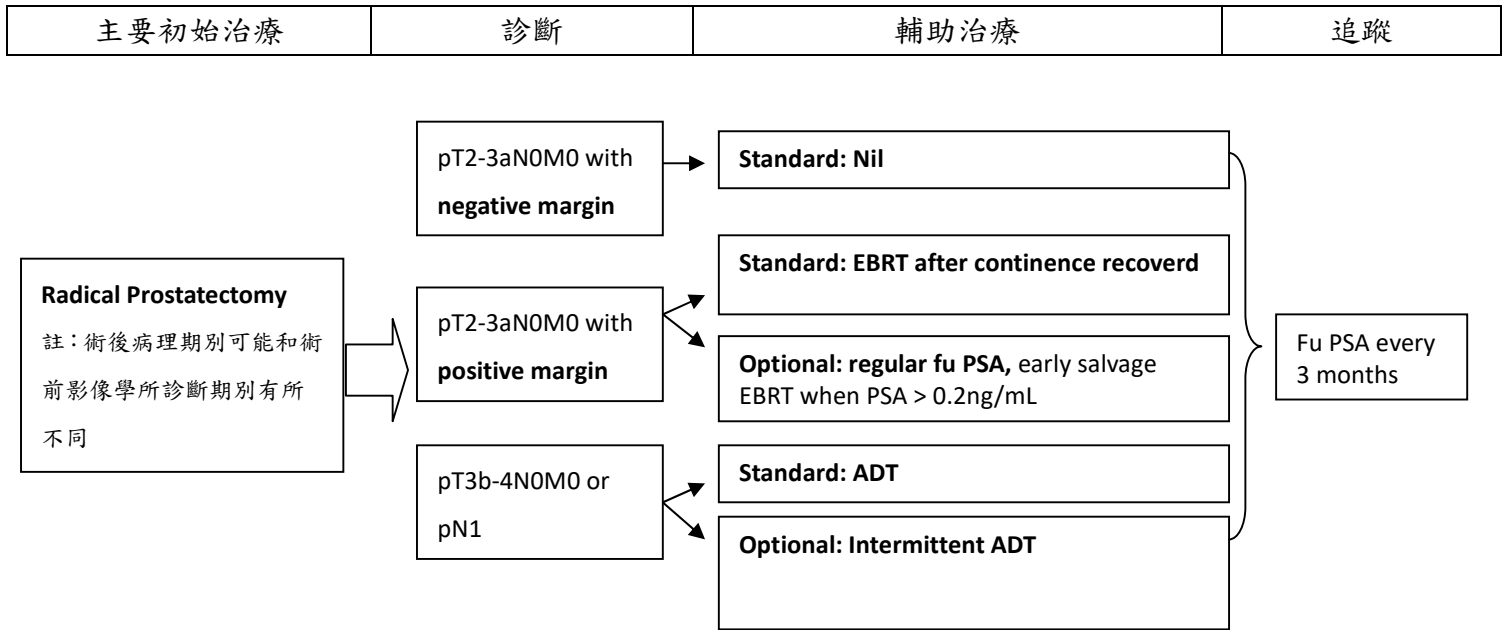 主要初始治療 診斷 輔助治療 追蹤
pT2-3aN0M0 with
negative margin
Standard: Nil
Radical Prostatectomy
註：術後病理期別可能和術
前影像學所診斷期別有所
不同
pT2-3aN0M0 with
positive margin
Standard: EBRT after continence recoverd
Optional: regular fu PSA, early salvage
EBRT when PSA > 0.2ng/mL
pT3b-4N0M0 or
pN1
Standard: ADT
Optional: Intermittent ADT
Fu PSA every
3 months